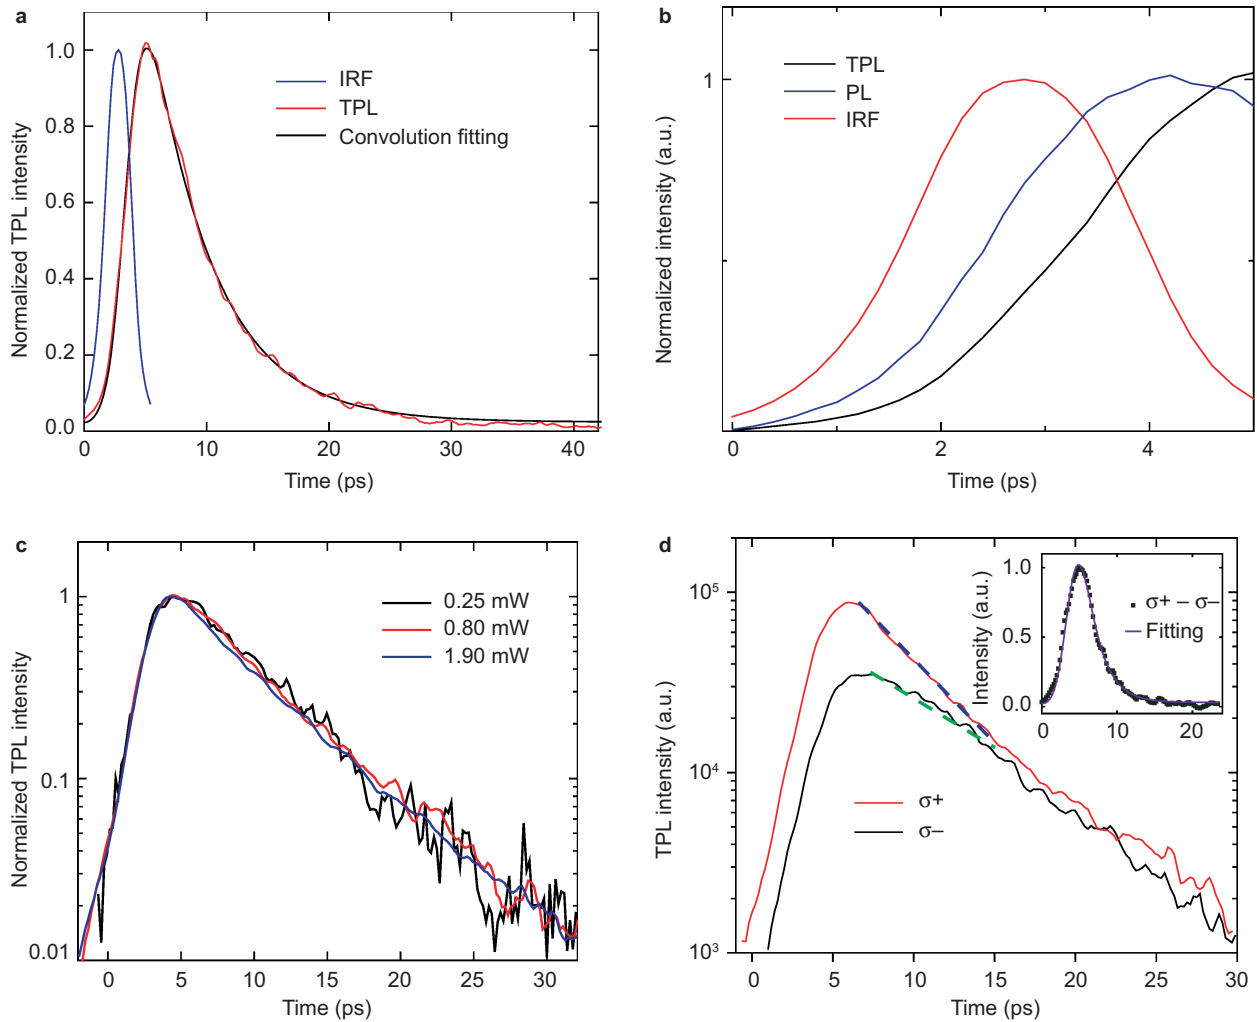 a
Normalized TPL intensity
1.0
0.8
0.6
0.4
0.2
0.0
0
10
20
30
40
Time (ps)
IRF
TPL
Convolution fitting
b
Normalized intensity (a.u.)
1
0
2
4
Time (ps)
TPL
PL
IRF
c
Normalized TPL intensity
1
0.1
0.01
0
5
10
15
20
25
30
Time (ps)
0.25 mW
0.80 mW
1.90 mW
d
TPL intensity (a.u.)
10⁵
10⁴
10³
0
5
10
15
20
25
30
Time (ps)
σ+
σ−
Intensity (a.u.)
1.0
0.5
0.0
0
10
20
σ+ − σ−
Fitting